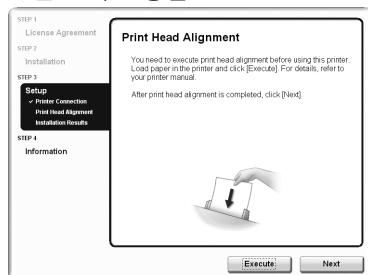 STEP 1
License Agreement
STEP 2
Installation
STEP 3
Setup
✓ Printer Connection
Print Head Alignment
Installation Results
STEP 4
Information
Print Head Alignment
You need to execute print head alignment before using this printer.
Load paper in the printer and click [Execute]. For details, refer to
your printer manual.
After print head alignment is completed, click [Next].
Execute
Next